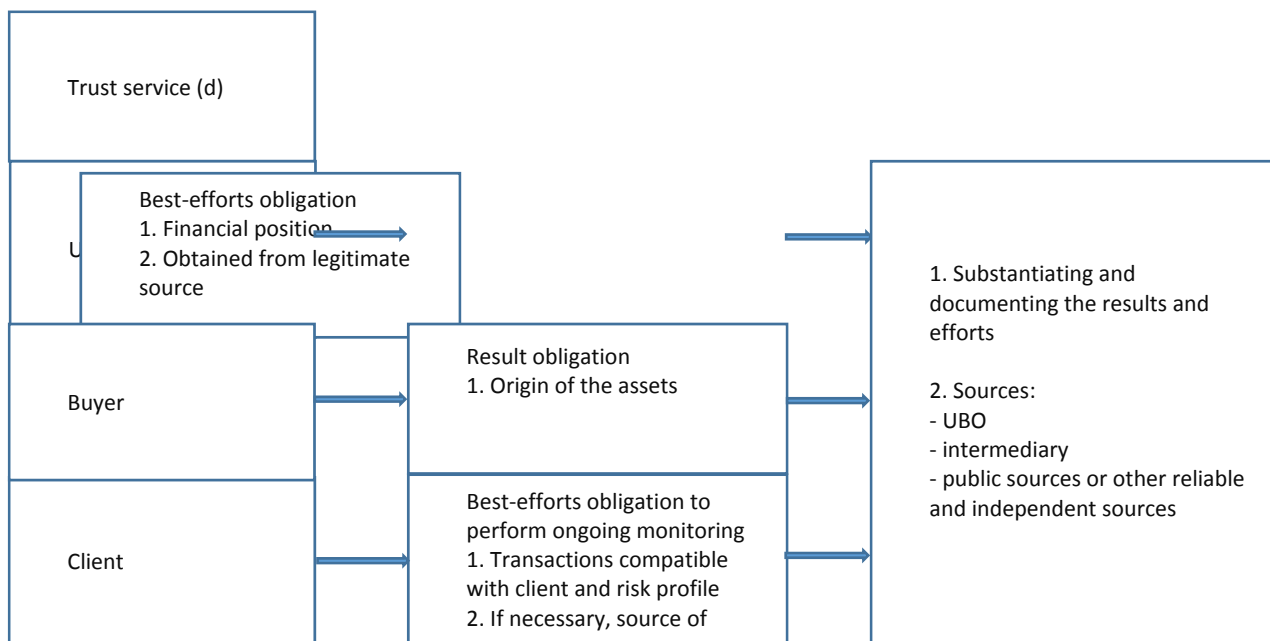 Trust service (d)
Best-efforts obligation
1. Financial position
2. Obtained from legitimate
source
Buyer
Result obligation
1. Origin of the assets
Client
Best-efforts obligation to
perform ongoing monitoring
1. Transactions compatible
with client and risk profile
2. If necessary, source of
1. Substantiating and
documenting the results and
efforts
2. Sources:
- UBO
- intermediary
- public sources or other reliable
and independent sources